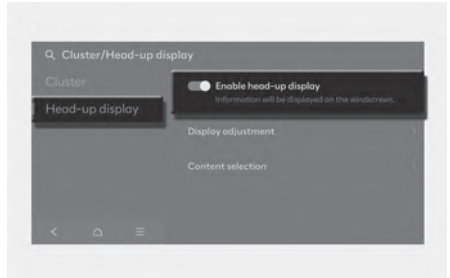 Cluster/Head-up display
Cluster
Head-up display
Enable head-up display
Information will be displayed on the windscreen.
Display adjustment
Content selection